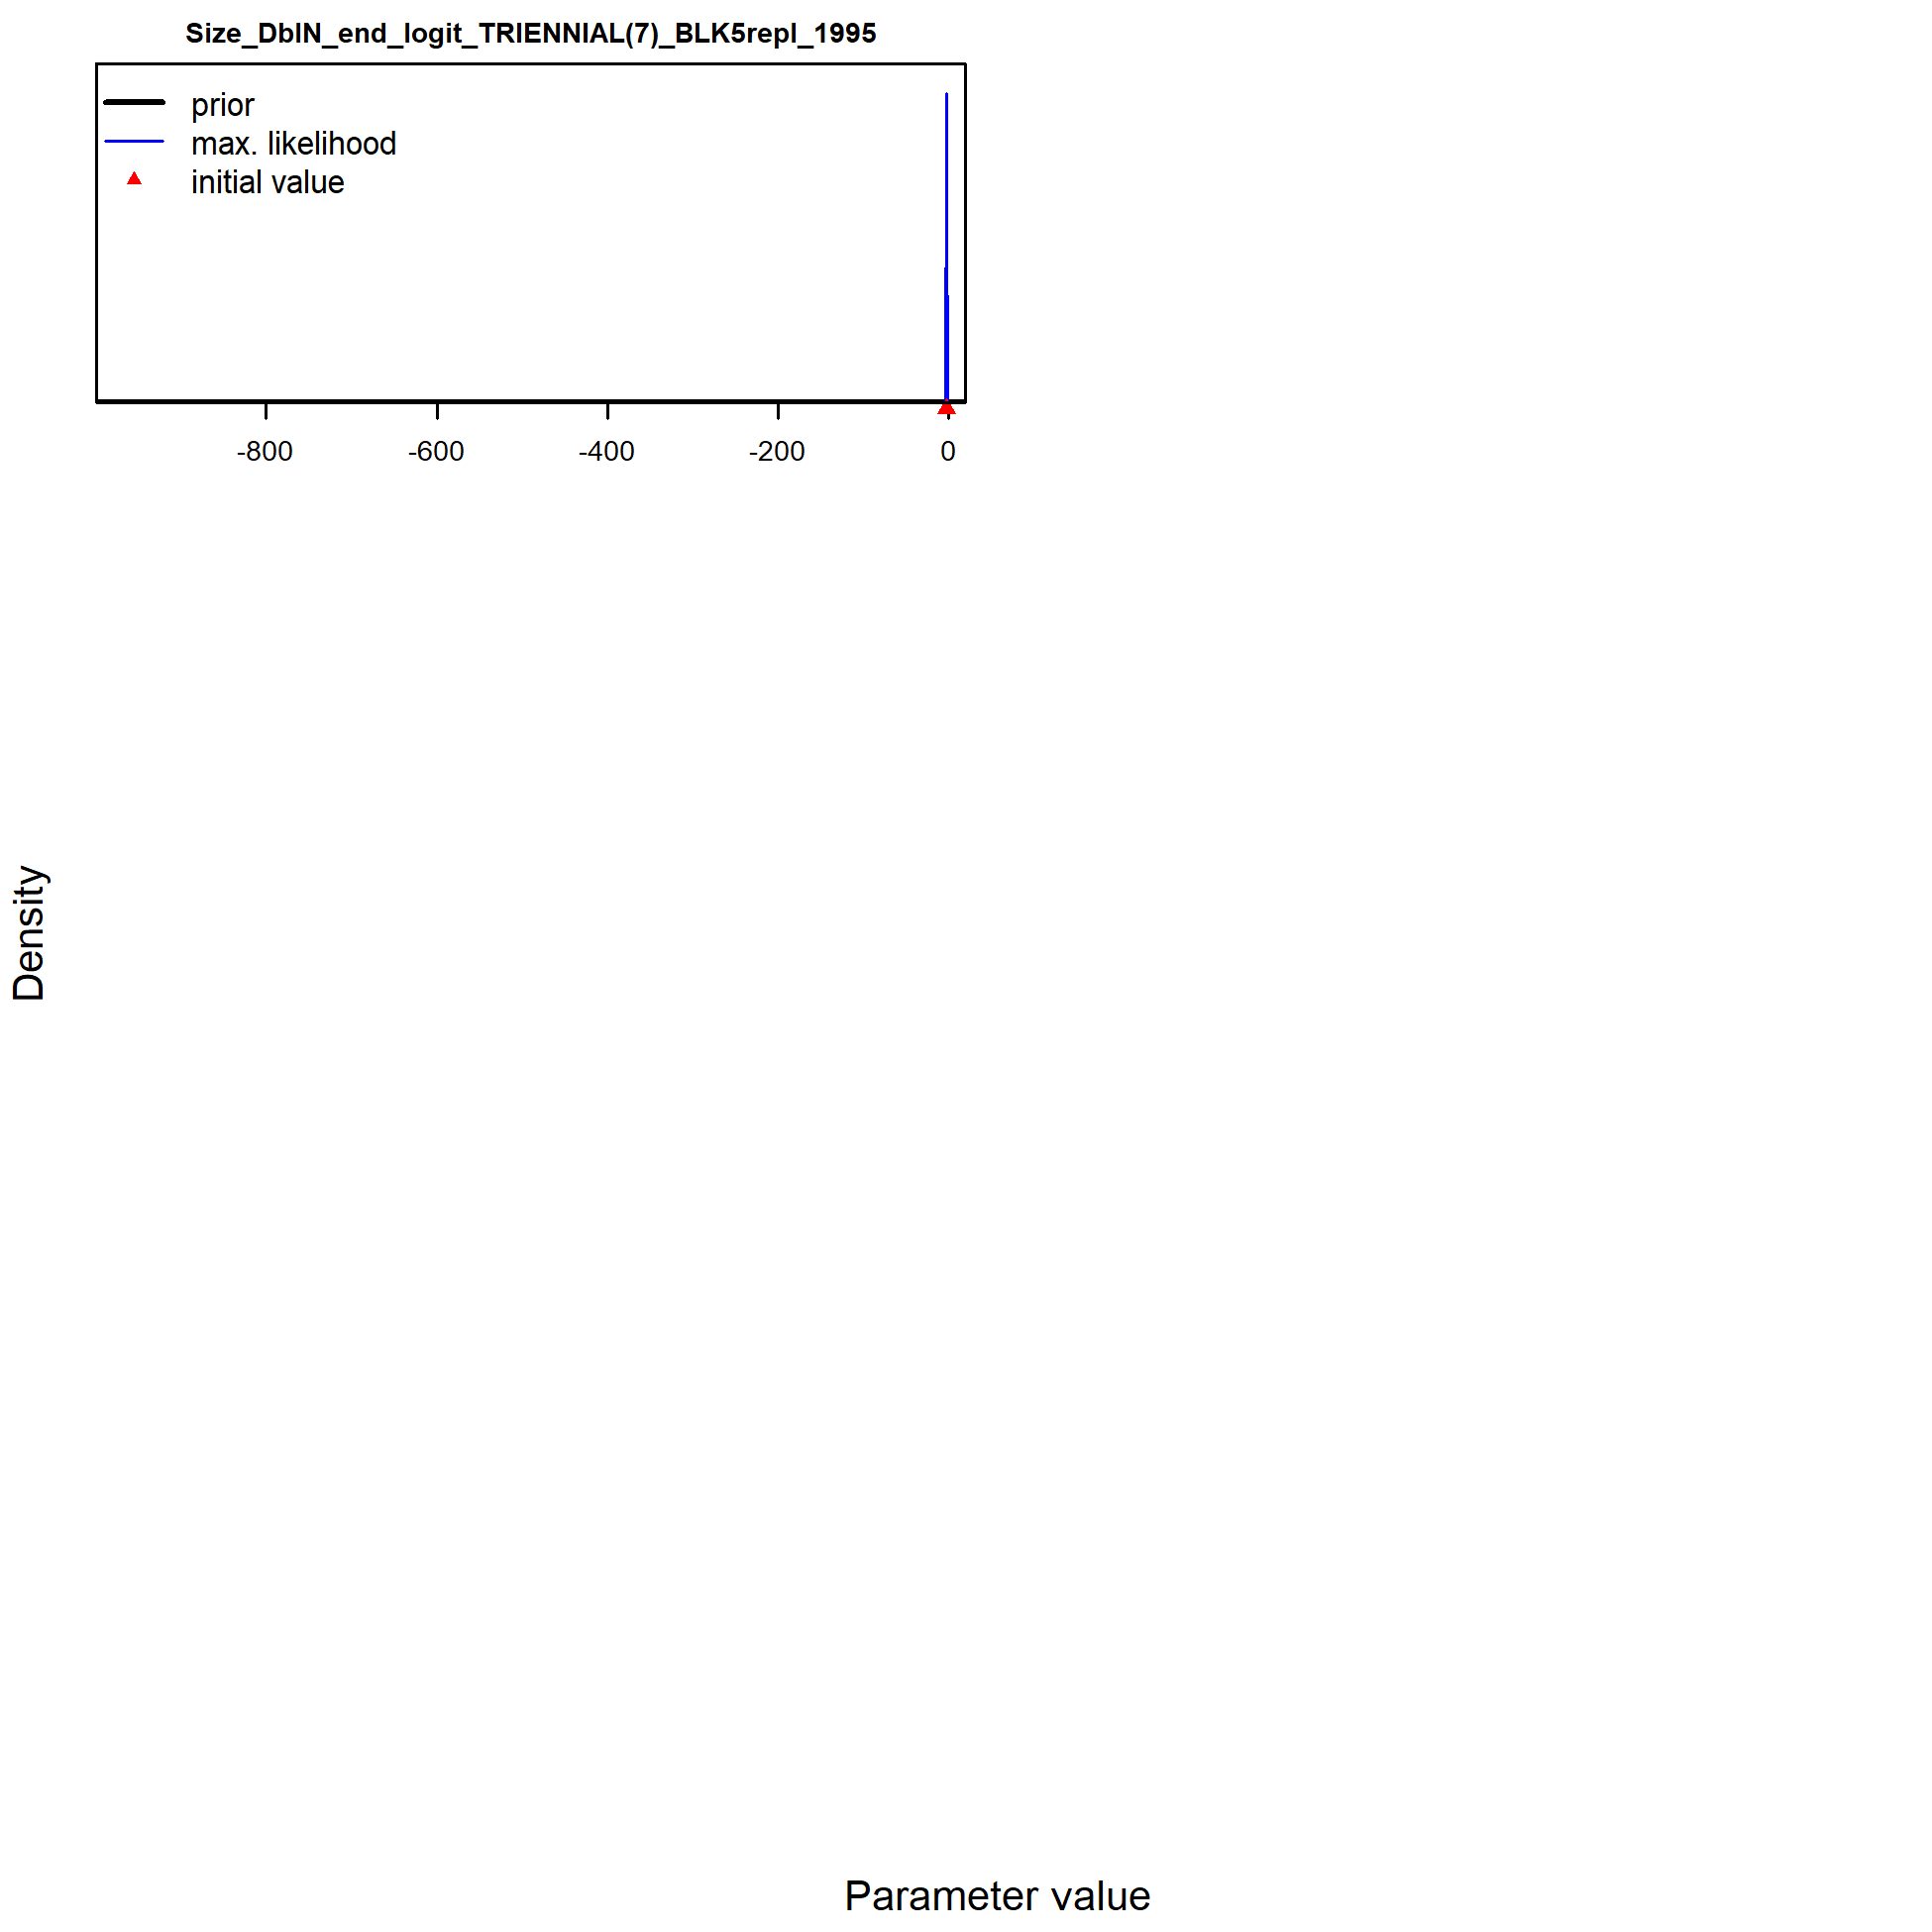 Size_DblN_end_logit_TRIENNIAL(7)_BLK5repl_1995
prior
max. likelihood
initial value
-800 -600 -400 -200 0
Density
Parameter value